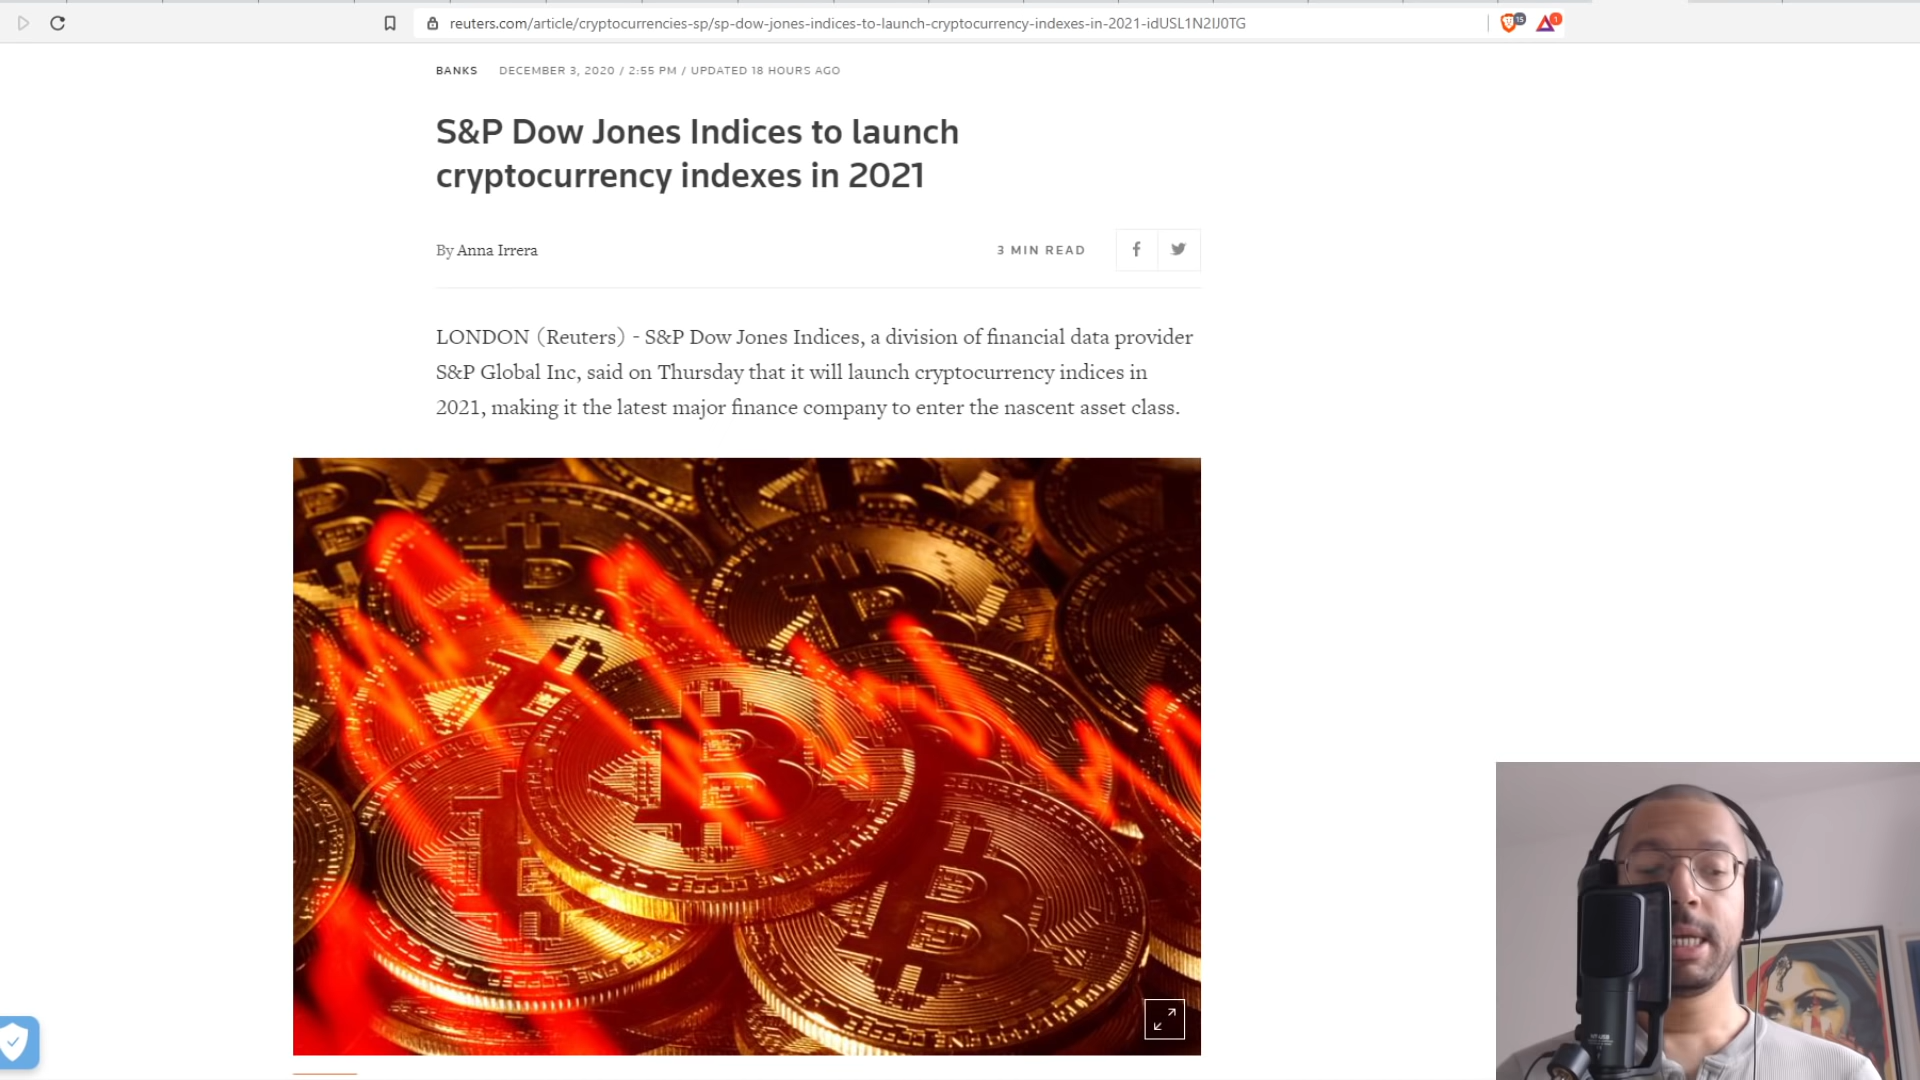 reuters.com/article/cryptocurrencies-sp/sp-dow-jones-indices-to-launch-cryptocurrency-indexes-in-2021-idUSL1N2IJ0TG
15
1
BANKS DECEMBER 3, 2020 / 2:55 PM / UPDATED 18 HOURS AGO
S&P Dow Jones Indices to launch
cryptocurrency indexes in 2021
By Anna Irrera
3 MIN READ
LONDON (Reuters) - S&P Dow Jones Indices, a division of financial data provider
S&P Global Inc, said on Thursday that it will launch cryptocurrency indices in
2021, making it the latest major finance company to enter the nascent asset class.